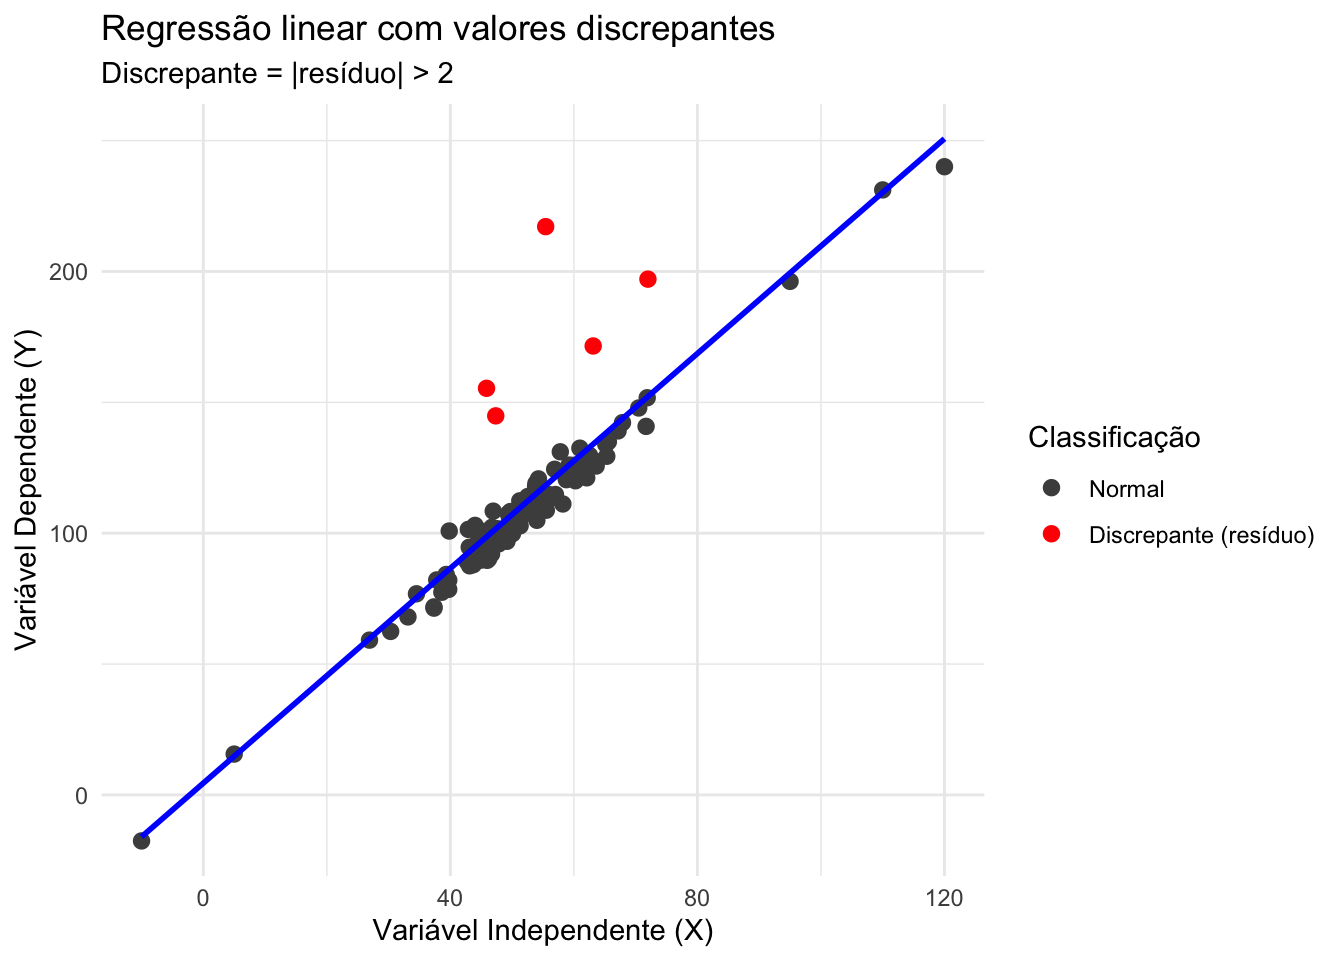 Regressão linear com valores discrepantes
Discrepante = |resíduo| > 2
Variável Dependente (Y)
200
100
0
0
40
80
120
Variável Independente (X)
Classificação
Normal
Discrepante (resíduo)